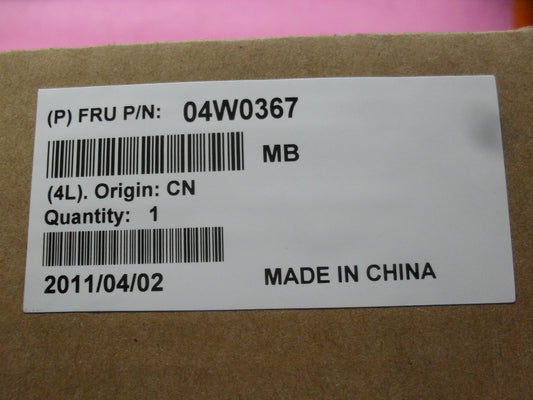 (P) FRU P/N: 04W0367
MB
(4L). Origin: CN
Quantity: 1
2011/04/02 MADE IN CHINA